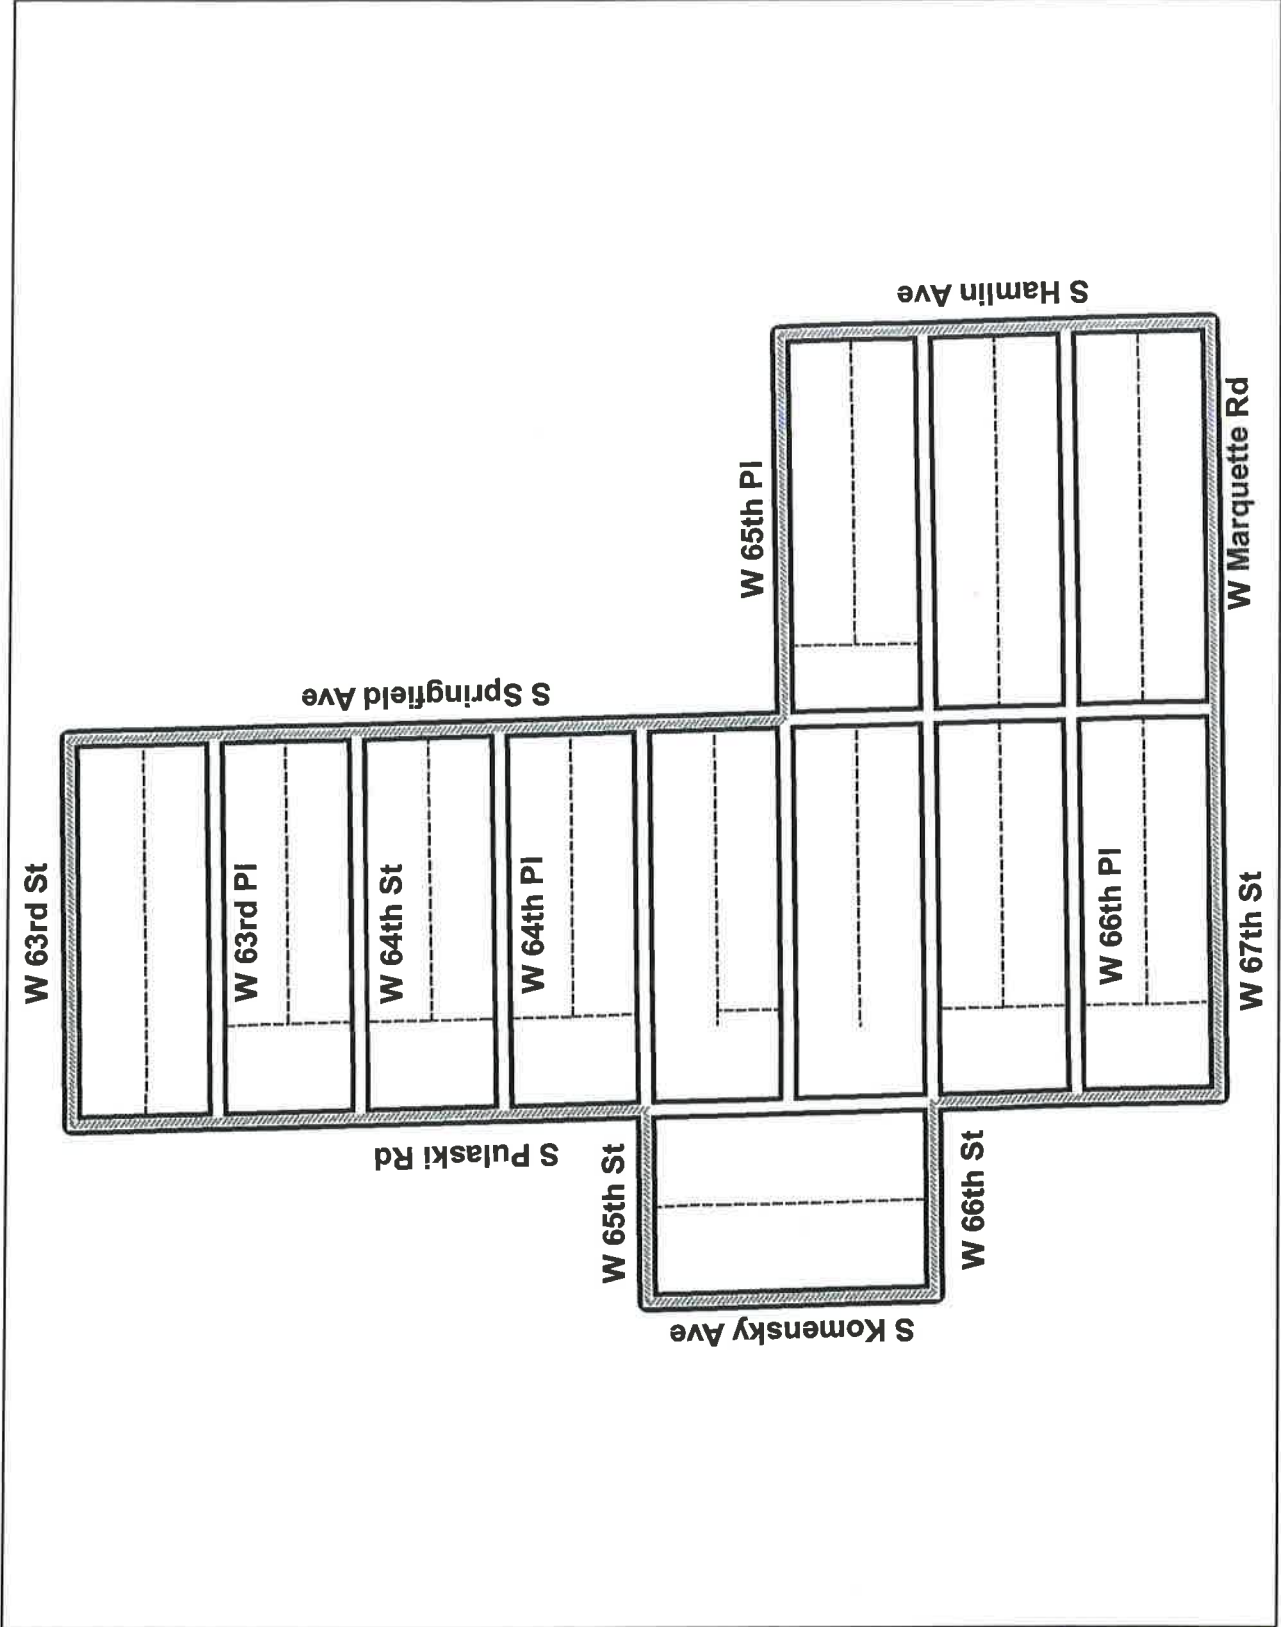 W 63rd St
W 63rd Pl
W 64th St
W 64th Pl
S Springfield Ave
S Pulaski Rd
W 65th St
W 65th Pl
S Hamlin Ave
S Komensky Ave
W 66th St
W 66th Pl
W Marquette Rd
W 67th St